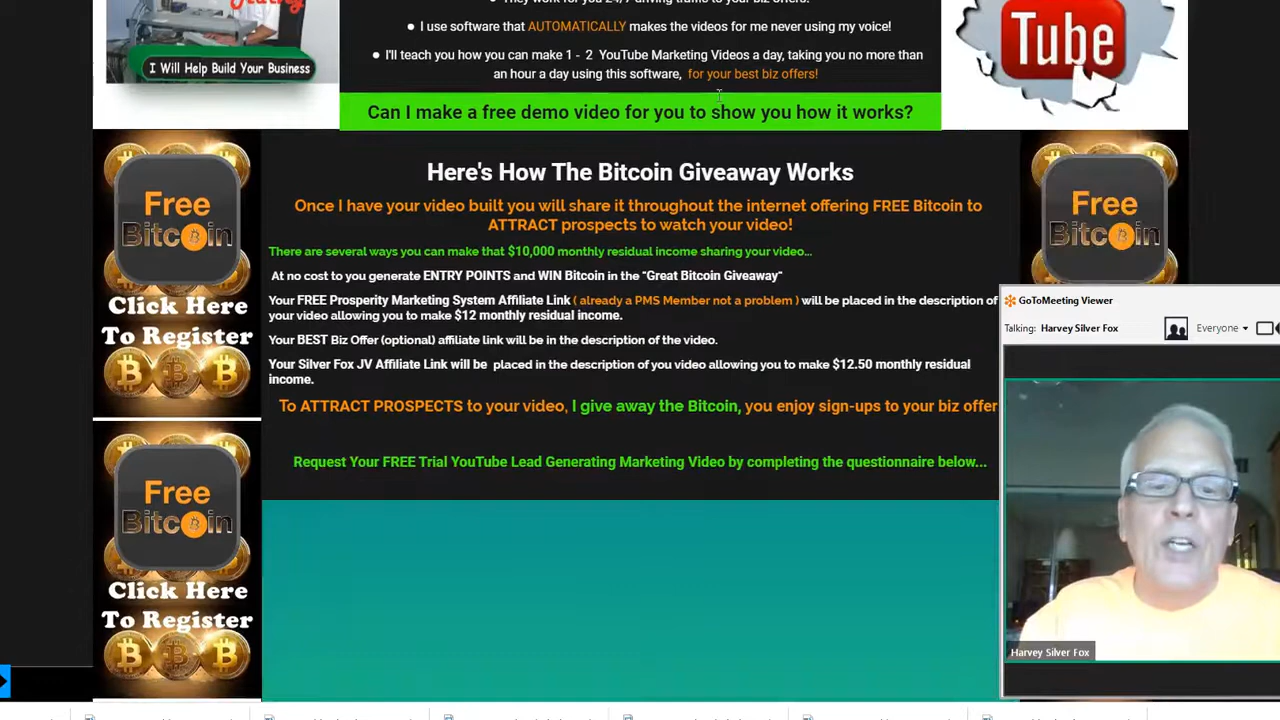 They work for you 24/7 driving traffic to your biz offers!
I use software that AUTOMATICALLY makes the videos for me never using my voice!
I'll teach you how you can make 1 - 2 YouTube Marketing Videos a day, taking you no more than
an hour a day using this software, for your best biz offers!
I Will Help Build Your Business
Tube
Can I make a free demo video for you to show you how it works?
Here's How The Bitcoin Giveaway Works
Once I have your video built you will share it throughout the internet offering FREE Bitcoin to
ATTRACT prospects to watch your video!
There are several ways you can make that $10,000 monthly residual income sharing your video...
At no cost to you generate ENTRY POINTS and WIN Bitcoin in the "Great Bitcoin Giveaway"
Your FREE Prosperity Marketing System Affiliate Link ( already a PMS Member not a problem ) will be placed in the description of
your video allowing you to make $12 monthly residual income.
Your BEST Biz Offer (optional) affiliate link will be in the description of the video.
Your Silver Fox JV Affiliate Link will be placed in the description of you video allowing you to make $12.50 monthly residual
income.
To ATTRACT PROSPECTS to your video, I give away the Bitcoin, you enjoy sign-ups to your biz offer
Request Your FREE Trial YouTube Lead Generating Marketing Video by completing the questionnaire below...
Free
Bitcoin
Click Here
To Register
Free
Bitcoin
Click Here
To Register
Free
Bitcoin
GoToMeeting Viewer
Talking: Harvey Silver Fox
Everyone
Harvey Silver Fox